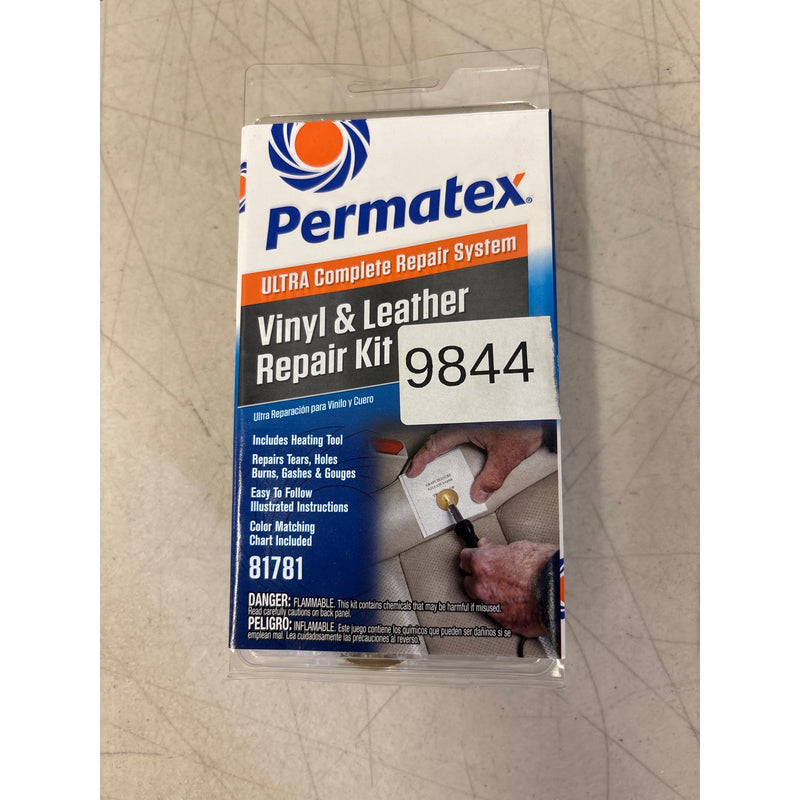 Permatex®
ULTRA Complete Repair System
Vinyl & Leather
Repair Kit
9844
Ultra Reparación para Vinilo y Cuero
Includes Heating Tool
Repairs Tears, Holes
Burns, Gashes & Gouges
Easy To Follow
Illustrated Instructions
Color Matching
Chart Included
81781
DANGER: FLAMMABLE. This kit contains chemicals that may be harmful if misused.
Read carefully cautions on back panel.
PELIGRO: INFLAMABLE. Este juego contiene los quimicos que pueden ser dañinos si se
emplean mal. Lea cuidadosamente las precauciones al reverso.